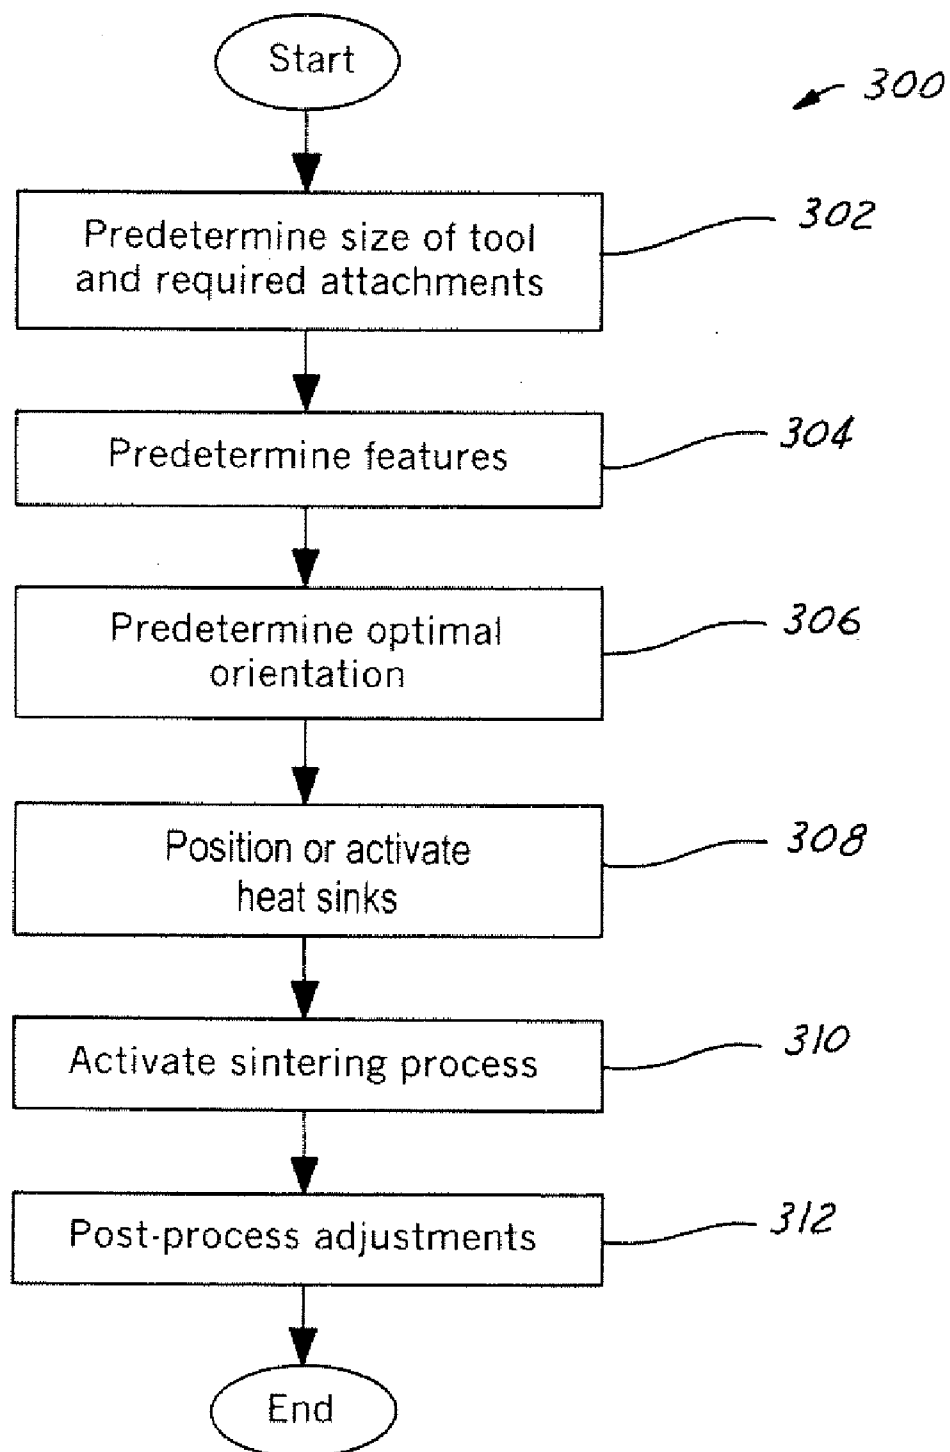 Start
300
Predetermine size of tool
and required attachments
302
Predetermine features
304
Predetermine optimal
orientation
306
Position or activate
heat sinks
308
Activate sintering process
310
Post-process adjustments
312
End